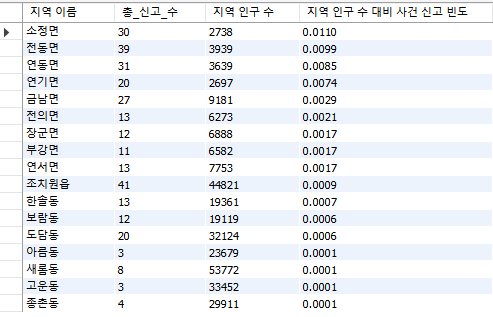 지역 이름 총_신고_수 지역 인구 수 지역 인구 수 대비 사건 신고 빈도
소정면 30 2738 0.0110
전동면 39 3939 0.0099
연동면 31 3639 0.0085
연기면 20 2697 0.0074
금남면 27 9181 0.0029
전의면 13 6273 0.0021
장군면 12 6888 0.0017
부강면 11 6582 0.0017
연서면 13 7753 0.0017
조치원읍 41 44821 0.0009
한솔동 13 19361 0.0007
보람동 12 19119 0.0006
도담동 20 32124 0.0006
아름동 3 23679 0.0001
새롬동 8 53772 0.0001
고운동 3 33452 0.0001
종촌동 4 29911 0.0001